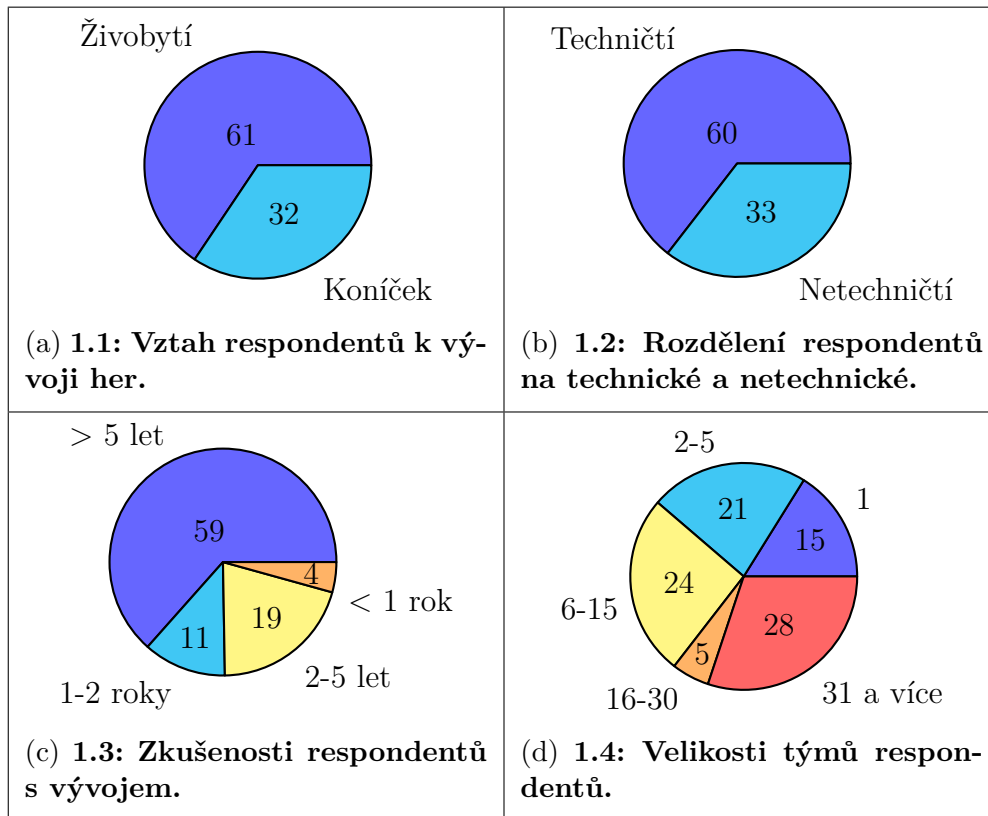 Živobytí
61
32
Koníček
(a) 1.1: Vztah respondentů k vý-
voji her.
Techničtí
60
33
Netechničtí
(b) 1.2: Rozdělení respondentů
na technické a netechnické.
> 5 let
59
4
< 1 rok
19
11
2-5 let
1-2 roky
(c) 1.3: Zkušenosti respondentů
s vývojem.
2-5
1
21
15
24
6-15
28
5
16-30
31 a více
(d) 1.4: Velikosti týmů respon-
dentů.